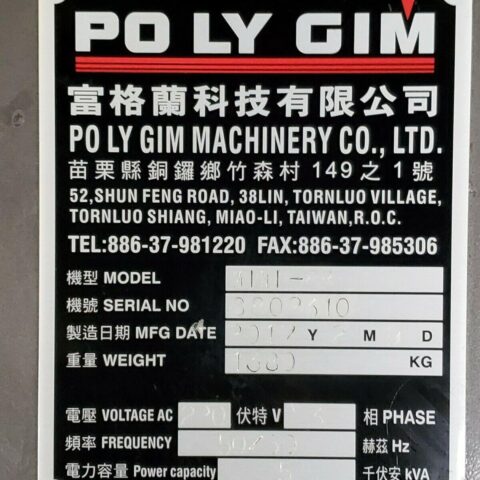 PO LY GIM
富格蘭科技有限公司
PO LY GIM MACHINERY CO., LTD.
苗栗縣銅鑼鄉竹森村 149 之 1 號
52,SHUN FENG ROAD, 38LIN, TORNLUO VILLAGE,
TORNLUO SHIANG, MIAO-LI, TAIWAN,R.O.C.
TEL:886-37-981220 FAX:886-37-985306
機型 MODEL
機號 SERIAL NO
製造日期 MFG DATE 2012 Y M D
重量 WEIGHT KG
電壓 VOLTAGE AC 220 伏特 V 3 相 PHASE
頻率 FREQUENCY 赫茲 Hz
電力容量 Power capacity 千伏安 kVA